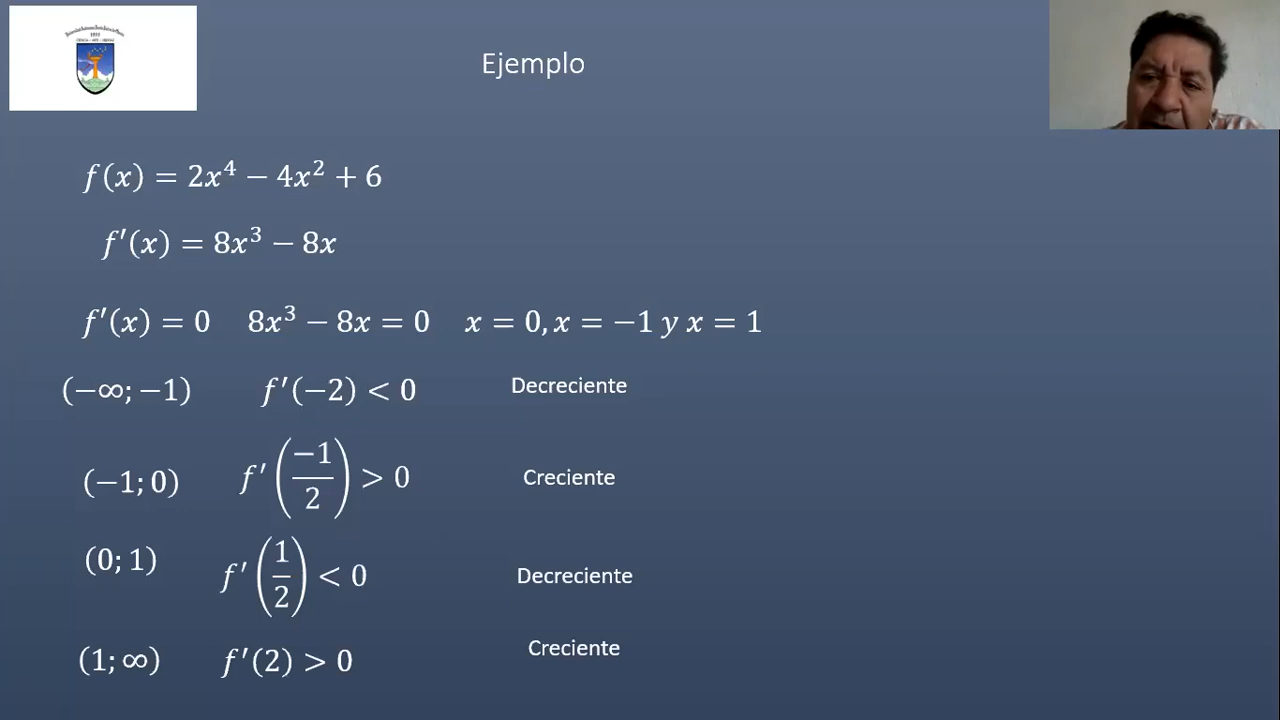 Ejemplo
f(x) = 2x⁴ − 4x² + 6
f′(x) = 8x³ − 8x
f′(x) = 0 8x³ − 8x = 0 x = 0, x = −1 y x = 1
(−∞; −1) f′(−2) < 0 Decreciente
(−1; 0) f′(−1/2) > 0 Creciente
(0; 1) f′(1/2) < 0 Decreciente
(1; ∞) f′(2) > 0 Creciente